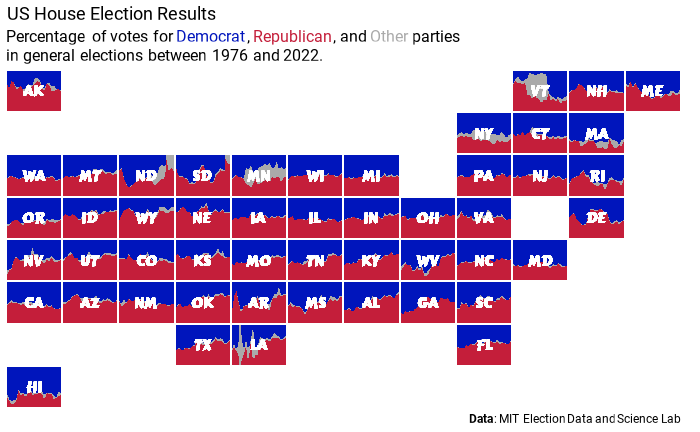 US House Election Results
Percentage of votes for Democrat, Republican, and Other parties
in general elections between 1976 and 2022.
AK VT NH ME
NY CT MA
WA MT ND SD MN WI MI PA NJ RI
OR ID WY NE IA IL IN OH VA DE
NV UT CO KS MO TN KY WV NC MD
CA AZ NM OK AR MS AL GA SC
TX LA FL
HI
Data: MIT Election Data and Science Lab